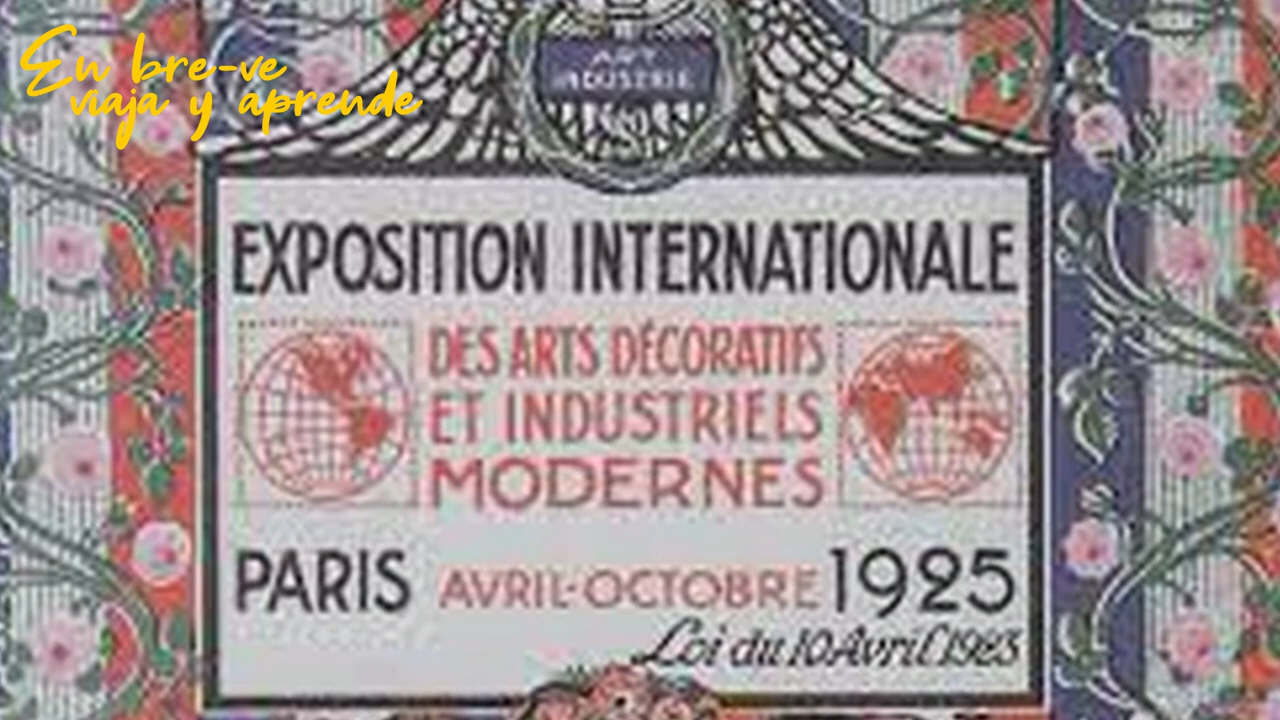 En bre-ve
viaja y aprende
ART
INDUSTRIE
EXPOSITION INTERNATIONALE
DES ARTS DÉCORATIFS
ET INDUSTRIELS
MODERNES
PARIS AVRIL-OCTOBRE 1925
Loi du 10 Avril 1923